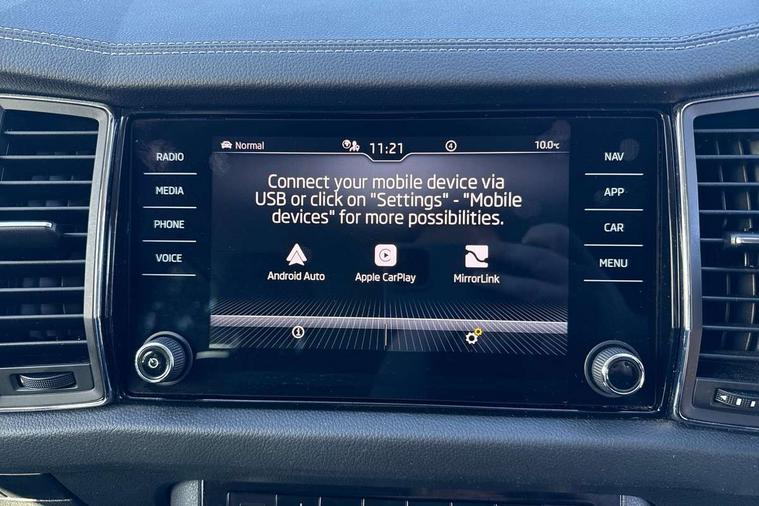 Normal
11:21
4
10.0°C
RADIO
MEDIA
PHONE
VOICE
Connect your mobile device via
USB or click on "Settings" - "Mobile
devices" for more possibilities.
Android Auto
Apple CarPlay
MirrorLink
NAV
APP
CAR
MENU